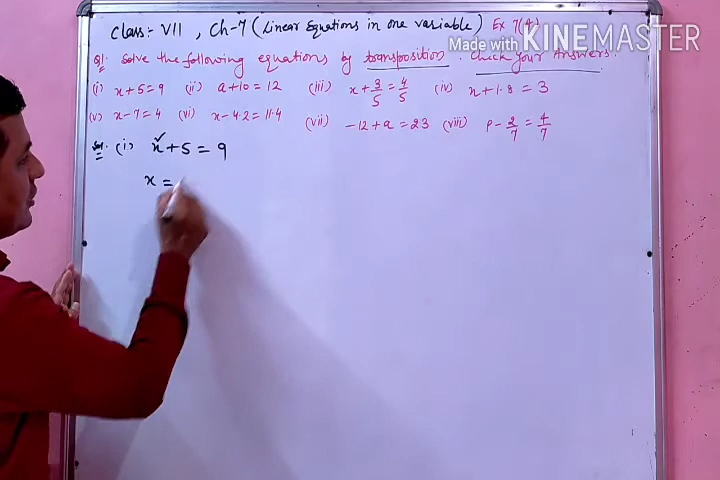 Class:- VII , Ch-7 (Linear Equations in one variable) Ex 7(A)
Made with KINEMASTER
Q1. Solve the following equations by transposition. Check your Answers.
(i) x+5=9 (ii) a+10=12 (iii) x+3/5=4/5 (iv) x+1.8=3
(v) x-7=4 (vi) x-4.2=11.4 (vii) -12+a=23 (viii) p-2/7=4/7
Sol. (i) x+5=9
x =